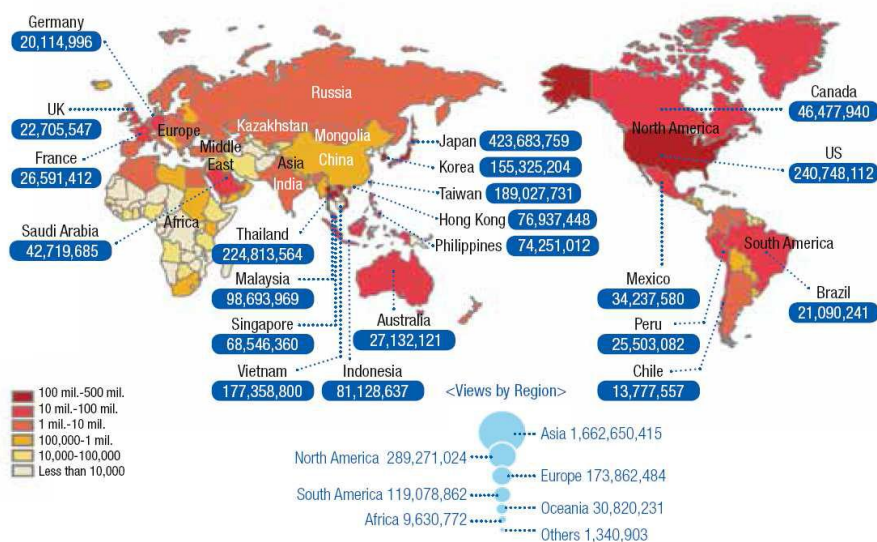 Germany
20,114,996
UK
22,705,547
France
26,591,412
Saudi Arabia
42,719,685
Europe
Middle
East
Africa
Russia
Kazakhstan
Mongolia
Asia
China
India
Japan 423,683,759
Korea 155,325,204
Taiwan 189,027,731
Hong Kong 76,937,448
Philippines 74,251,012
Thailand
224,813,564
Malaysia
98,693,969
Singapore
68,546,360
Vietnam
177,358,800
Indonesia
81,128,637
Australia
27,132,121
North America
South America
Canada
46,477,940
US
240,748,112
Mexico
34,237,580
Peru
25,503,082
Chile
13,777,557
Brazil
21,090,241
100 mil.-500 mil.
10 mil.-100 mil.
1 mil.-10 mil.
100,000-1 mil.
10,000-100,000
Less than 10,000
<Views by Region>
Asia 1,662,650,415
North America 289,271,024
Europe 173,862,484
South America 119,078,862
Oceania 30,820,231
Africa 9,630,772
Others 1,340,903